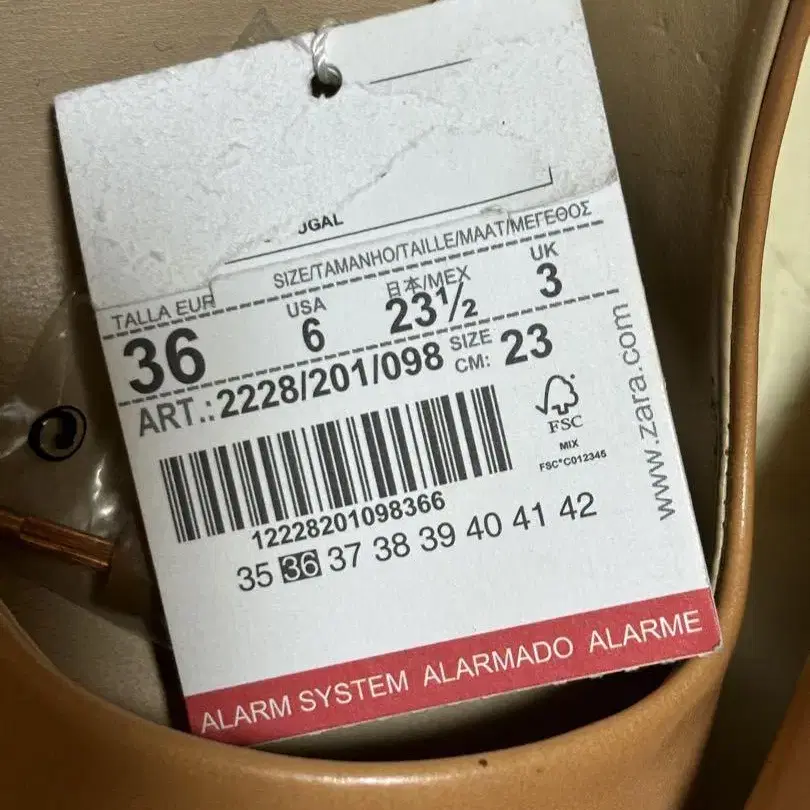 UGAL
SIZE/TAMANHO/TAILLE/MAAT/ΜΕΓΕΘΟΣ
TALLA EUR USA 日本/MEX UK
36 6 23½ 3
ART.: 2228/201/098 SIZE CM: 23
FSC
MIX
FSC®C012345
12228201098366
35 36 37 38 39 40 41 42
www.zara.com
ALARM SYSTEM ALARMADO ALARME